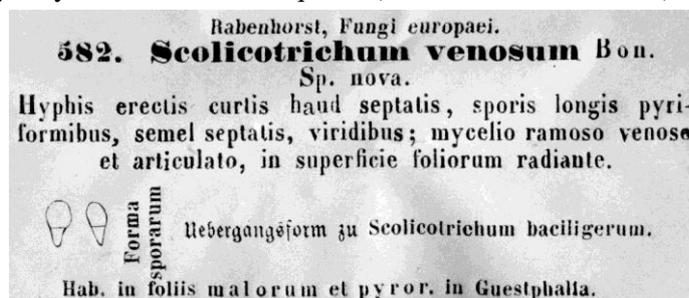 Rabenhorst, Fungi europaei.
582. Scolicotrichum venosum Bon.
Sp. nova.
Hyphis erectis curtis haud septatis, sporis longis pyri-
formibus, semel septatis, viridibus; mycelio ramoso venoso
et articulato, in superficie foliorum radiante.
Forma
sporarum
Uebergangsform zu Scolicotrichum baciligerum.
Hab. in foliis malorum et pyror. in Guestphalia.